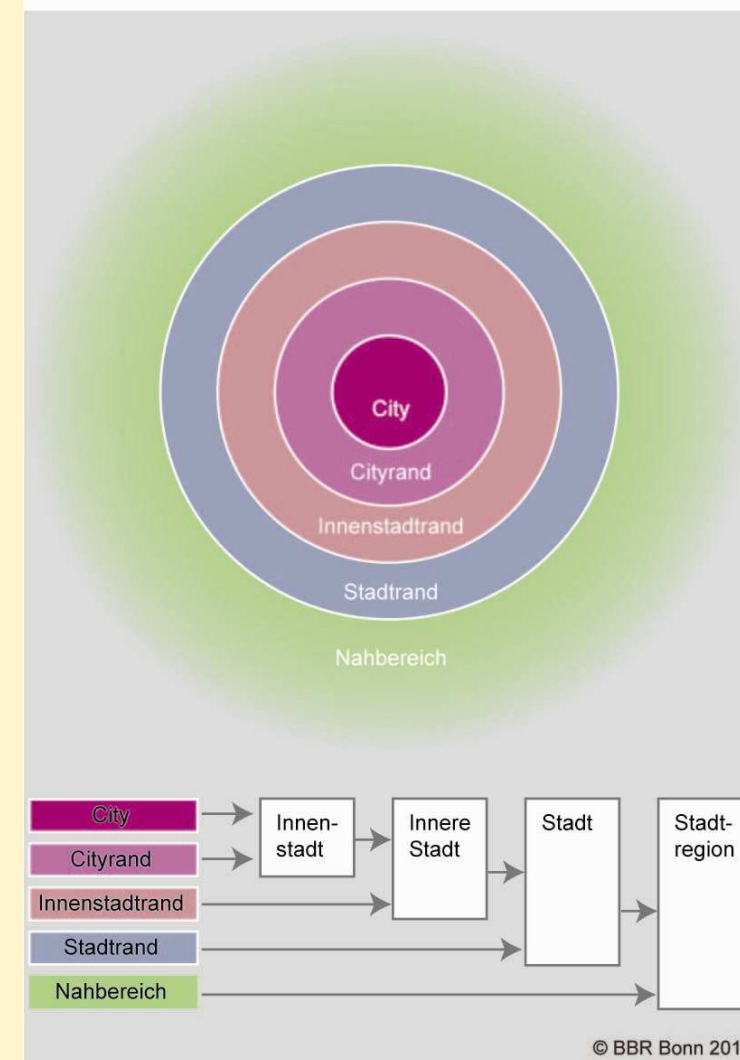 City
Cityrand
Innenstadtrand
Stadtrand
Nahbereich
City
Cityrand
Innenstadtrand
Stadtrand
Nahbereich
Innen-
stadt
Innere
Stadt
Stadt
Stadt-
region
© BBR Bonn 201